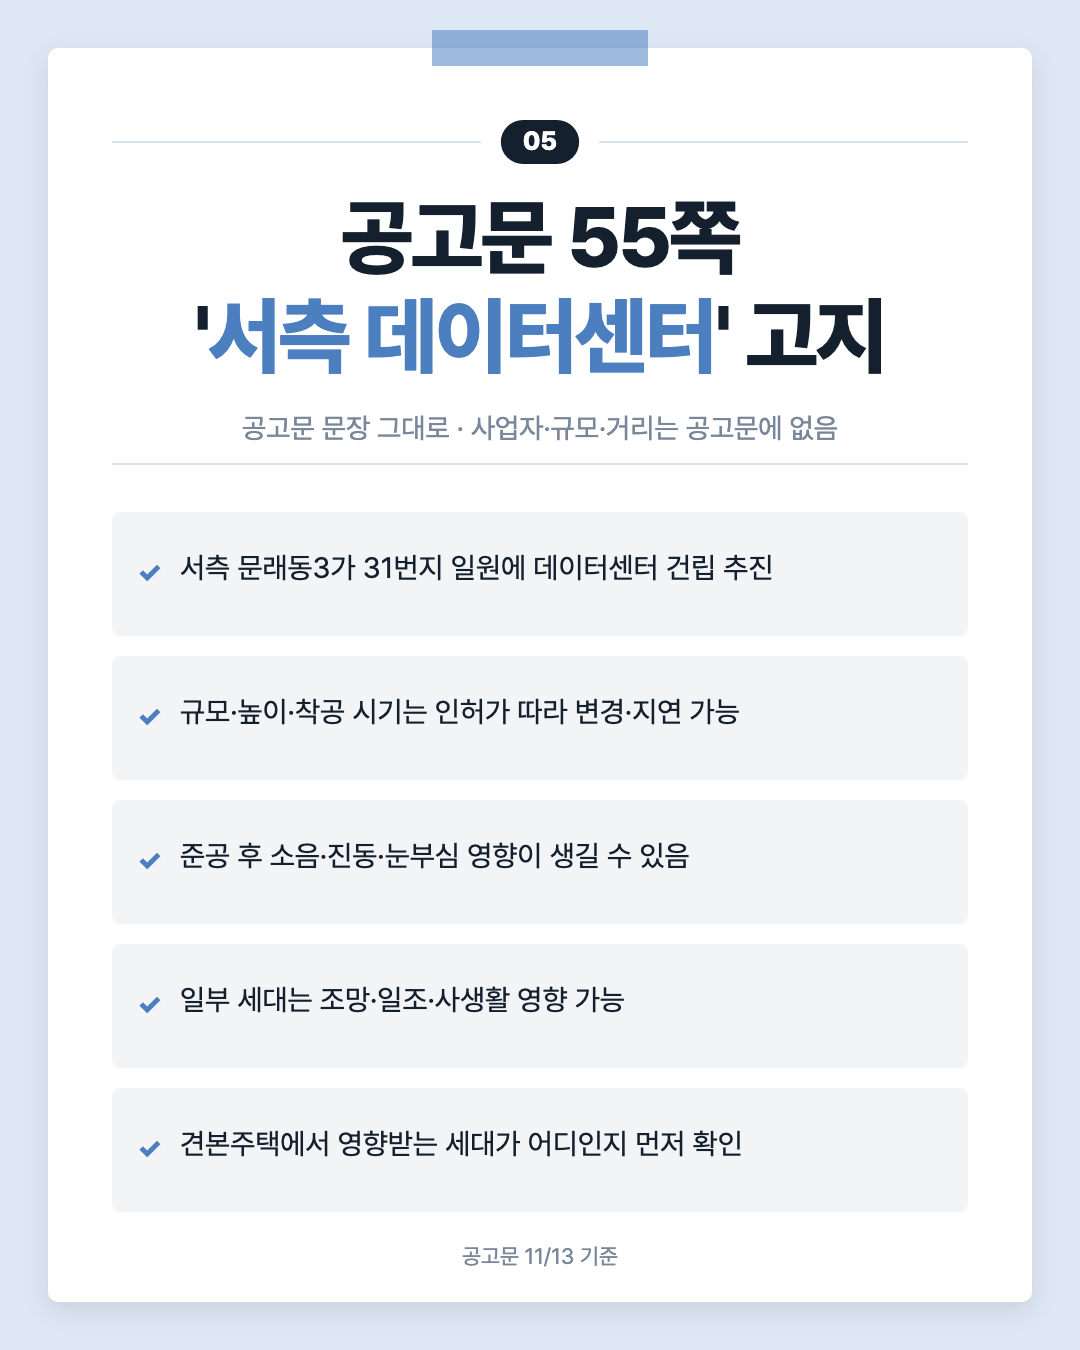 05
공고문 55쪽
'서측 데이터센터' 고지
공고문 문장 그대로 · 사업자·규모·거리는 공고문에 없음
서측 문래동3가 31번지 일원에 데이터센터 건립 추진
규모·높이·착공 시기는 인허가 따라 변경·지연 가능
준공 후 소음·진동·눈부심 영향이 생길 수 있음
일부 세대는 조망·일조·사생활 영향 가능
견본주택에서 영향받는 세대가 어디인지 먼저 확인
공고문 11/13 기준